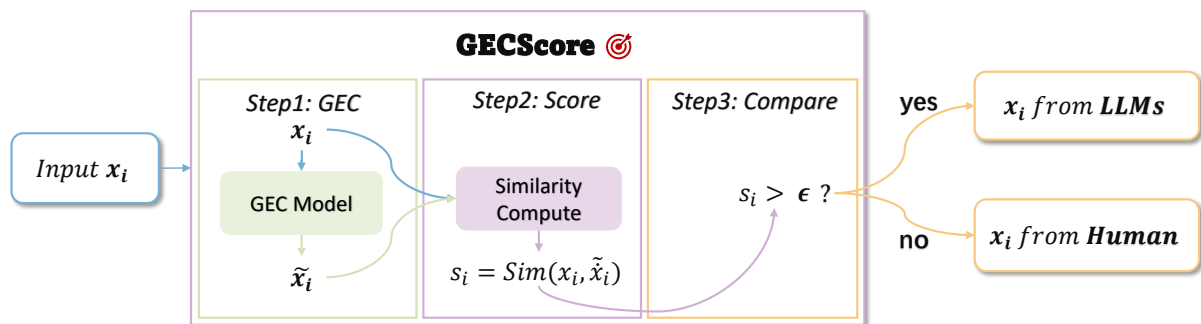 GECScore
Step1: GEC
Step2: Score
Step3: Compare
Input x_i
x_i
GEC Model
x̃_i
Similarity
Compute
s_i = Sim(x_i, x̃̇_i)
s_i > ϵ ?
yes
no
x_i from LLMs
x_i from Human